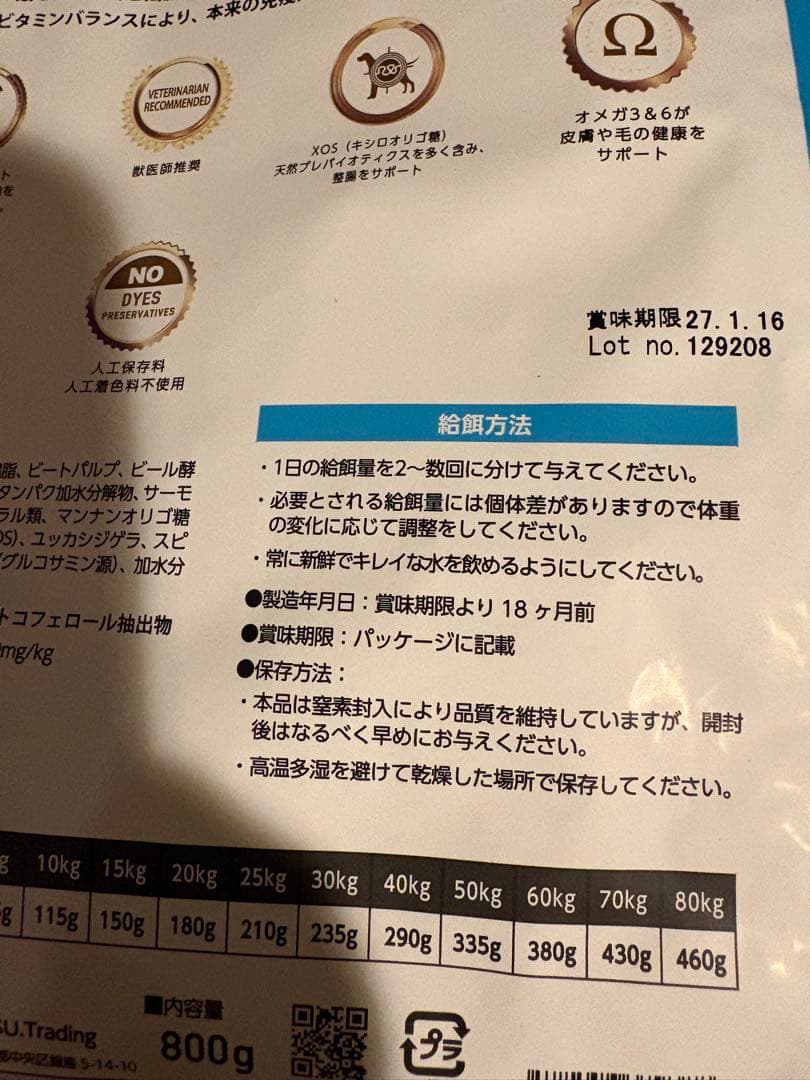 ビタミンバランスにより、本来の免疫
VETERINARIAN
RECOMMENDED
獣医師推奨
XOS（キシロオリゴ糖）
天然プレバイオティクスを多く含み、
整腸をサポート
Ω
オメガ3＆6が
皮膚や毛の健康を
サポート
ト
を
NO
DYES
PRESERVATIVES
人工保存料
人工着色料不使用
賞味期限27.1.16
Lot no.129208
給餌方法
・1日の給餌量を2〜数回に分けて与えてください。
・必要とされる給餌量には個体差がありますので体重
の変化に応じて調整をしてください。
・常に新鮮でキレイな水を飲めるようにしてください。
●製造年月日：賞味期限より 18 ヶ月前
●賞味期限：パッケージに記載
●保存方法：
・本品は窒素封入により品質を維持していますが、開封
後はなるべく早めにお与えください。
・高温多湿を避けて乾燥した場所で保存してください。
脂、ビートパルプ、ビール酵
タンパク加水分解物、サーモ
ラル類、マンナンオリゴ糖
OS）、ユッカシジゲラ、スピ
グルコサミン源）、加水分
トコフェロール抽出物
mg/kg
g 10kg 15kg 20kg 25kg 30kg 40kg 50kg 60kg 70kg 80kg
g 115g 150g 180g 210g 235g 290g 335g 380g 430g 460g
U.Trading
中央区 5-14-10
■内容量
800g
プラ